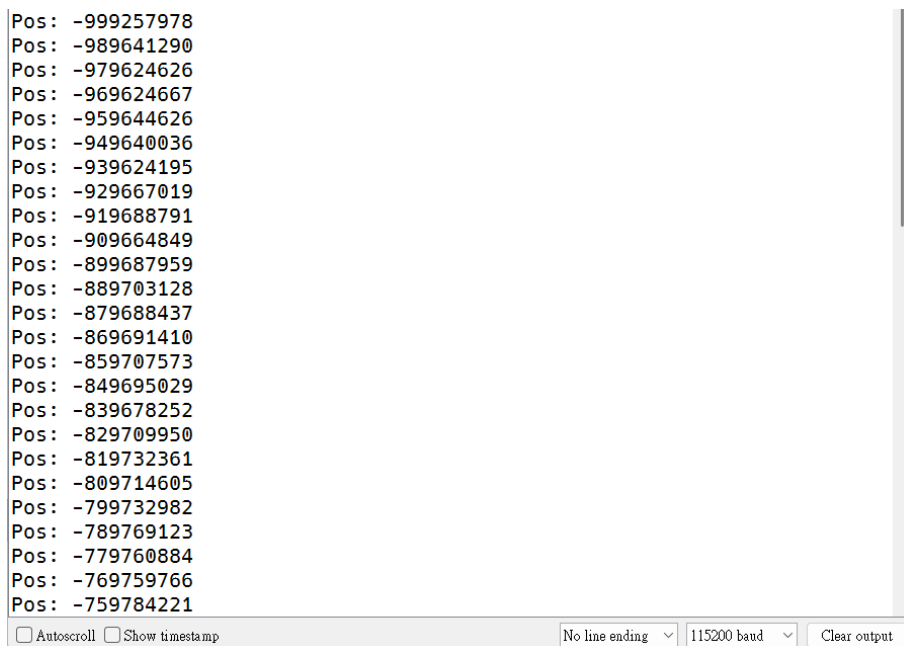 Pos: -999257978
Pos: -989641290
Pos: -979624626
Pos: -969624667
Pos: -959644626
Pos: -949640036
Pos: -939624195
Pos: -929667019
Pos: -919688791
Pos: -909664849
Pos: -899687959
Pos: -889703128
Pos: -879688437
Pos: -869691410
Pos: -859707573
Pos: -849695029
Pos: -839678252
Pos: -829709950
Pos: -819732361
Pos: -809714605
Pos: -799732982
Pos: -789769123
Pos: -779760884
Pos: -769759766
Pos: -759784221
Autoscroll Show timestamp No line ending 115200 baud Clear output